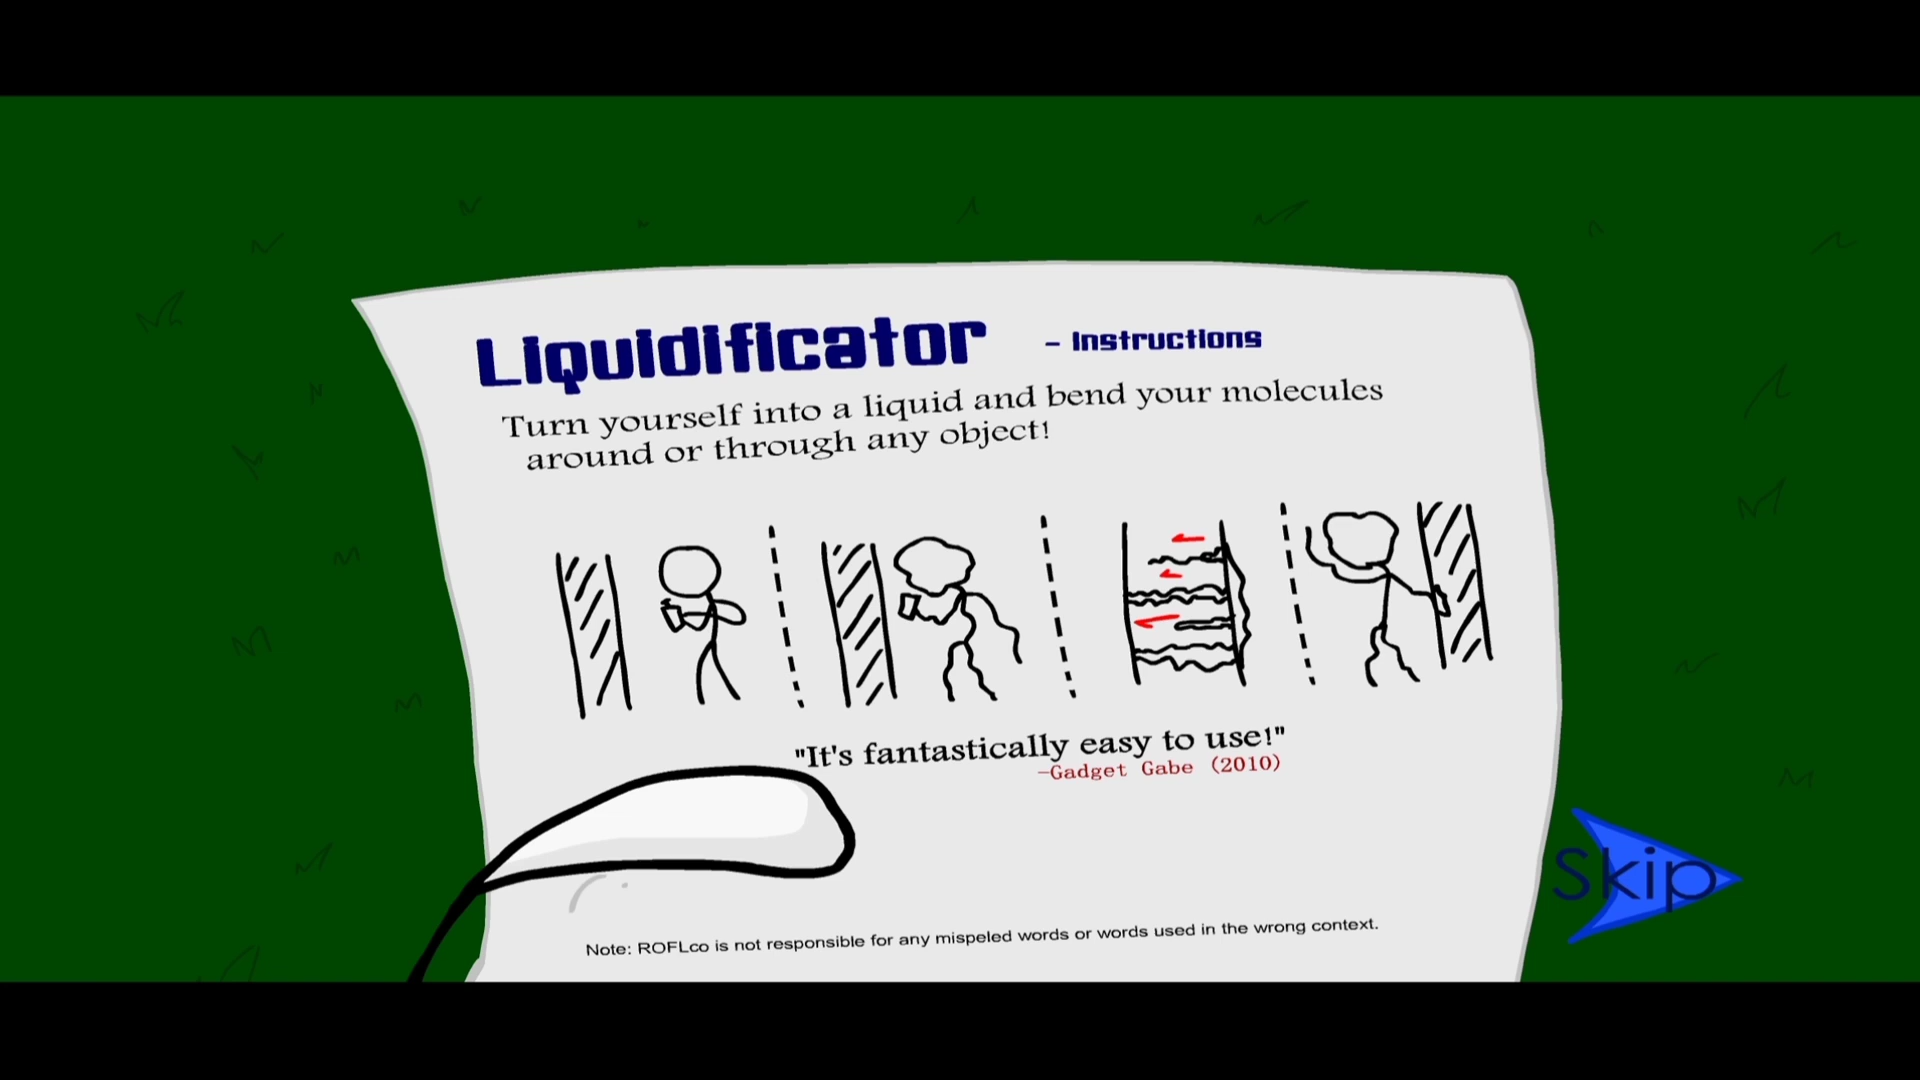 Liquidificator - Instructions
Turn yourself into a liquid and bend your molecules
around or through any object!
"It's fantastically easy to use!"
-Gadget Gabe (2010)
Skip
Note: ROFLco is not responsible for any mispeled words or words used in the wrong context.